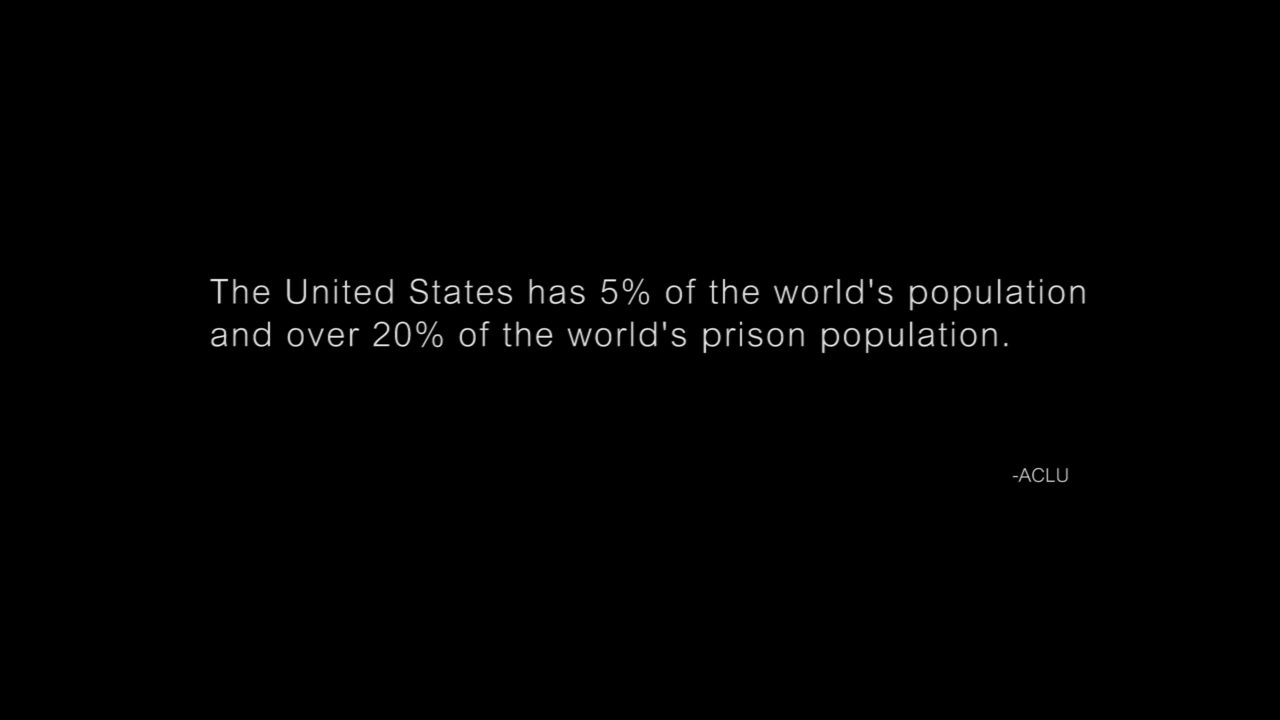 The United States has 5% of the world's population
and over 20% of the world's prison population.
-ACLU